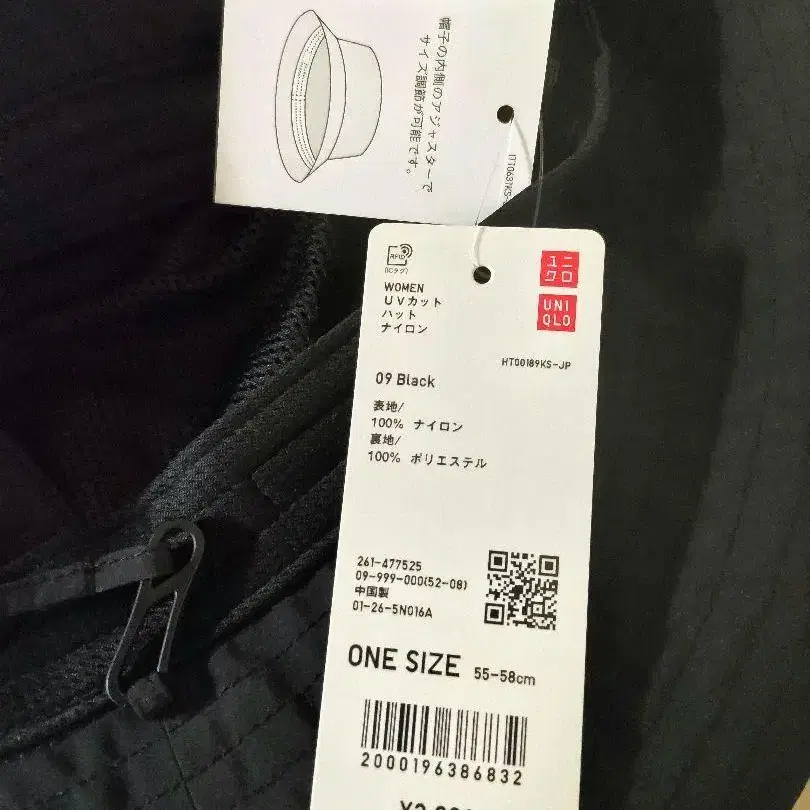 帽子の内側のアジャスターで
サイズ調節が可能です。
RFID
(ICタグ)
ユニ
クロ
UNI
QLO
WOMEN
UVカット
ハット
ナイロン
HT00189KS-JP
09 Black
表地/
100% ナイロン
裏地/
100% ポリエステル
261-477525
09-999-000(52-08)
中国製
01-26-5N016A
ONE SIZE 55-58cm
2000196386832